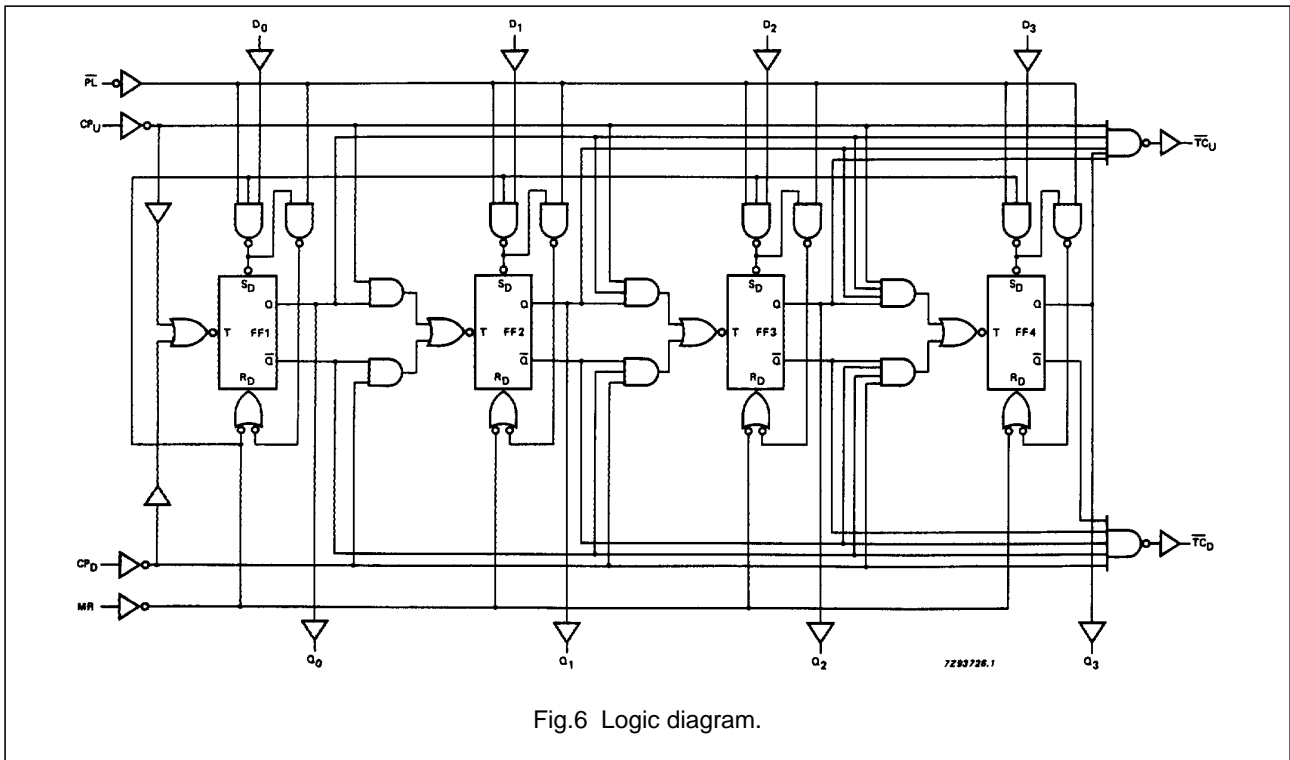 D0 D1 D2 D3
PL
CPU
TCU
SD SD SD SD
Q Q Q Q
T FF1 T FF2 T FF3 T FF4
Q Q Q Q
RD RD RD RD
CPD
TCD
MR
Q0 Q1 Q2 7Z93726.1 Q3
Fig.6 Logic diagram.